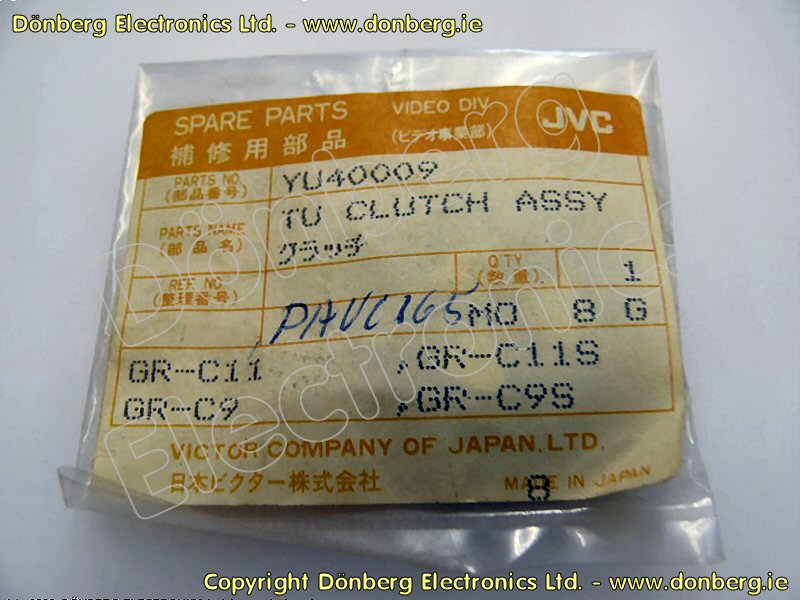 Dönberg Electronics Ltd. - www.donberg.ie
SPARE PARTS VIDEO DIV. JVC
補修用部品 (ビデオ事業部)
PARTS NO. YU40009
(部品番号)
PARTS NAME TU CLUTCH ASSY
(部品名) クラッチ
REF NO. Q'TY 1
(整理番号) (数量)
PAVC165 MO 8 G
GR-C11 ,GR-C11S
GR-C9 ,GR-C9S
VICTOR COMPANY OF JAPAN, LTD.
日本ビクター株式会社 MADE IN JAPAN
8
Dönberg Electronics
Copyright Dönberg Electronics Ltd. - www.donberg.ie